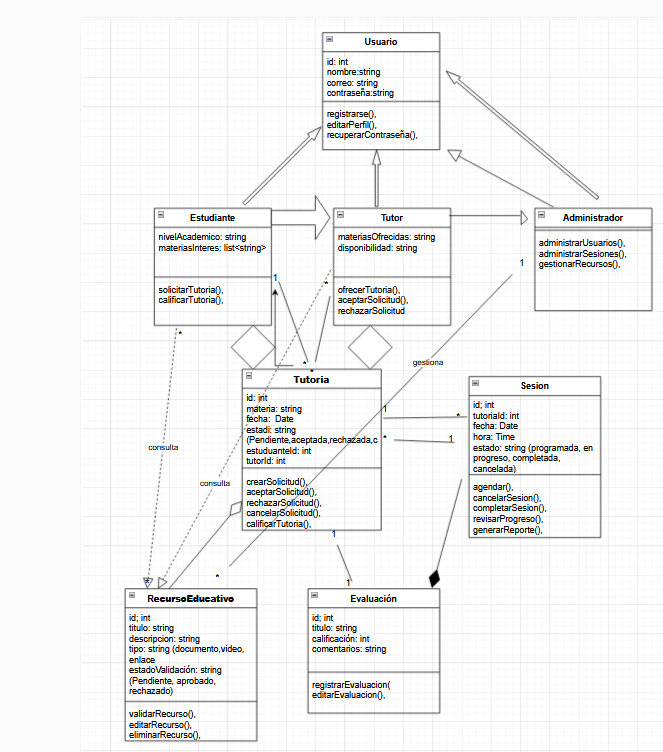 Usuario
id: int
nombre:string
correo: string
contraseña:string
registrarse(),
editarPerfil(),
recuperarContraseña(),
Estudiante
nivelAcademico: string
materiasInteres: list<string>
solicitarTutoria(),
calificarTutoria(),
Tutor
materiasOfrecidas: string
disponibilidad: string
ofrecerTutoria(),
aceptarSolicitud(),
rechazarSolicitud
Administrador
administrarUsuarios(),
administrarSesiones(),
gestionarRecursos(),
1
*
1
*
*
*
gestiona
Tutoria
id: int
materia: string
fecha: Date
estadi: string
(Pendiente,aceptada,rechazada,c
estuduanteId: int
tutorId: int
crearSolicitud(),
aceptarSolicitud(),
rechazarSolicitud(),
cancelarSolicitud(),
calificarTutoria(),
1
*
*
1
Sesion
id; int
tutoriaId: int
fecha: Date
hora: Time
estado: string (programada, en
progreso, completada,
cancelada)
agendar(),
cancelarSesion(),
completarSesion(),
revisarProgreso(),
generarReporte(),
consulta
consulta
1
*
1
*
RecursoEducativo
id; int
titulo: string
descripcion: string
tipo: string (documento,video,
enlace
estadoValidación: string
(Pendiente, aprobado,
rechazado)
validarRecurso(),
editarRecurso(),
eliminarRecurso(),
Evaluación
id; int
titulo: string
calificación: int
comentarios: string
registrarEvaluacion(
editarEvaluacion(),